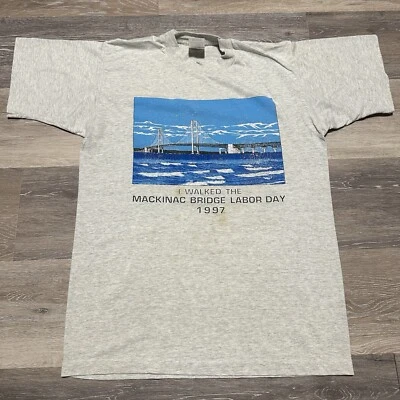 I WALKED THE
MACKINAC BRIDGE LABOR DAY
1997